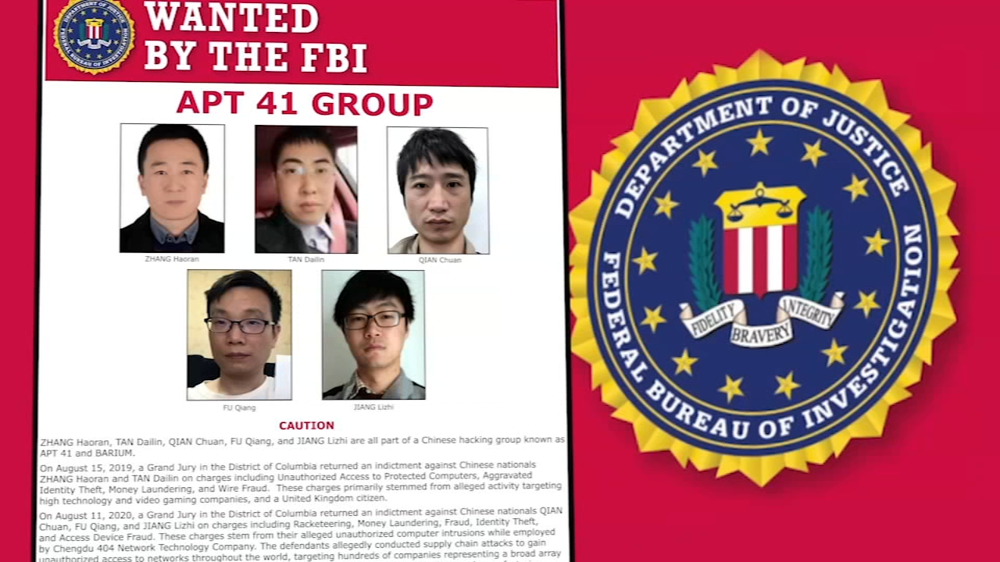 WANTED
BY THE FBI
APT 41 GROUP
ZHANG Haoran
TAN Dailin
QIAN Chuan
FU Qiang
JIANG Lizhi
CAUTION
ZHANG Haoran, TAN Dailin, QIAN Chuan, FU Qiang, and JIANG Lizhi are all part of a Chinese hacking group known as
APT 41 and BARIUM.
On August 15, 2019, a Grand Jury in the District of Columbia returned an indictment against Chinese nationals
ZHANG Haoran and TAN Dailin on charges including Unauthorized Access to Protected Computers, Aggravated
Identity Theft, Money Laundering, and Wire Fraud. These charges primarily stemmed from alleged activity targeting
high technology and video gaming companies, and a United Kingdom citizen.
On August 11, 2020, a Grand Jury in the District of Columbia returned an indictment against Chinese nationals QIAN
Chuan, FU Qiang, and JIANG Lizhi on charges including Racketeering, Money Laundering, Fraud, Identity Theft,
and Access Device Fraud. These charges stem from their alleged unauthorized computer intrusions while employed
by Chengdu 404 Network Technology Company. The defendants allegedly conducted supply chain attacks to gain
unauthorized access to networks throughout the world, targeting hundreds of companies representing a broad array
DEPARTMENT OF JUSTICE
FEDERAL BUREAU OF INVESTIGATION
FIDELITY
BRAVERY
INTEGRITY
DEPARTMENT OF JUSTICE
FEDERAL BUREAU OF INVESTIGATION